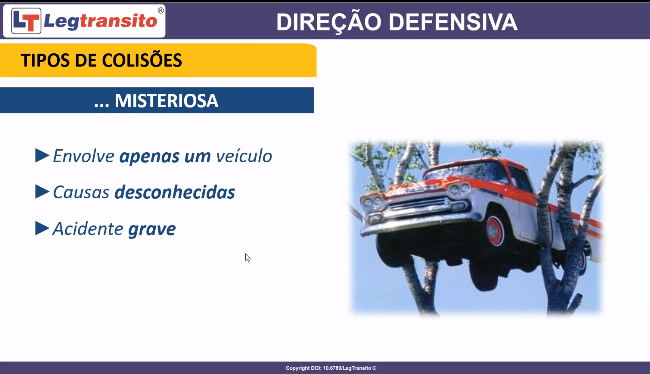 LT Legtransito®
DIREÇÃO DEFENSIVA
TIPOS DE COLISÕES
... MISTERIOSA
►Envolve apenas um veículo
►Causas desconhecidas
►Acidente grave
Copyright DOI: 10.6789/LegTransito ©